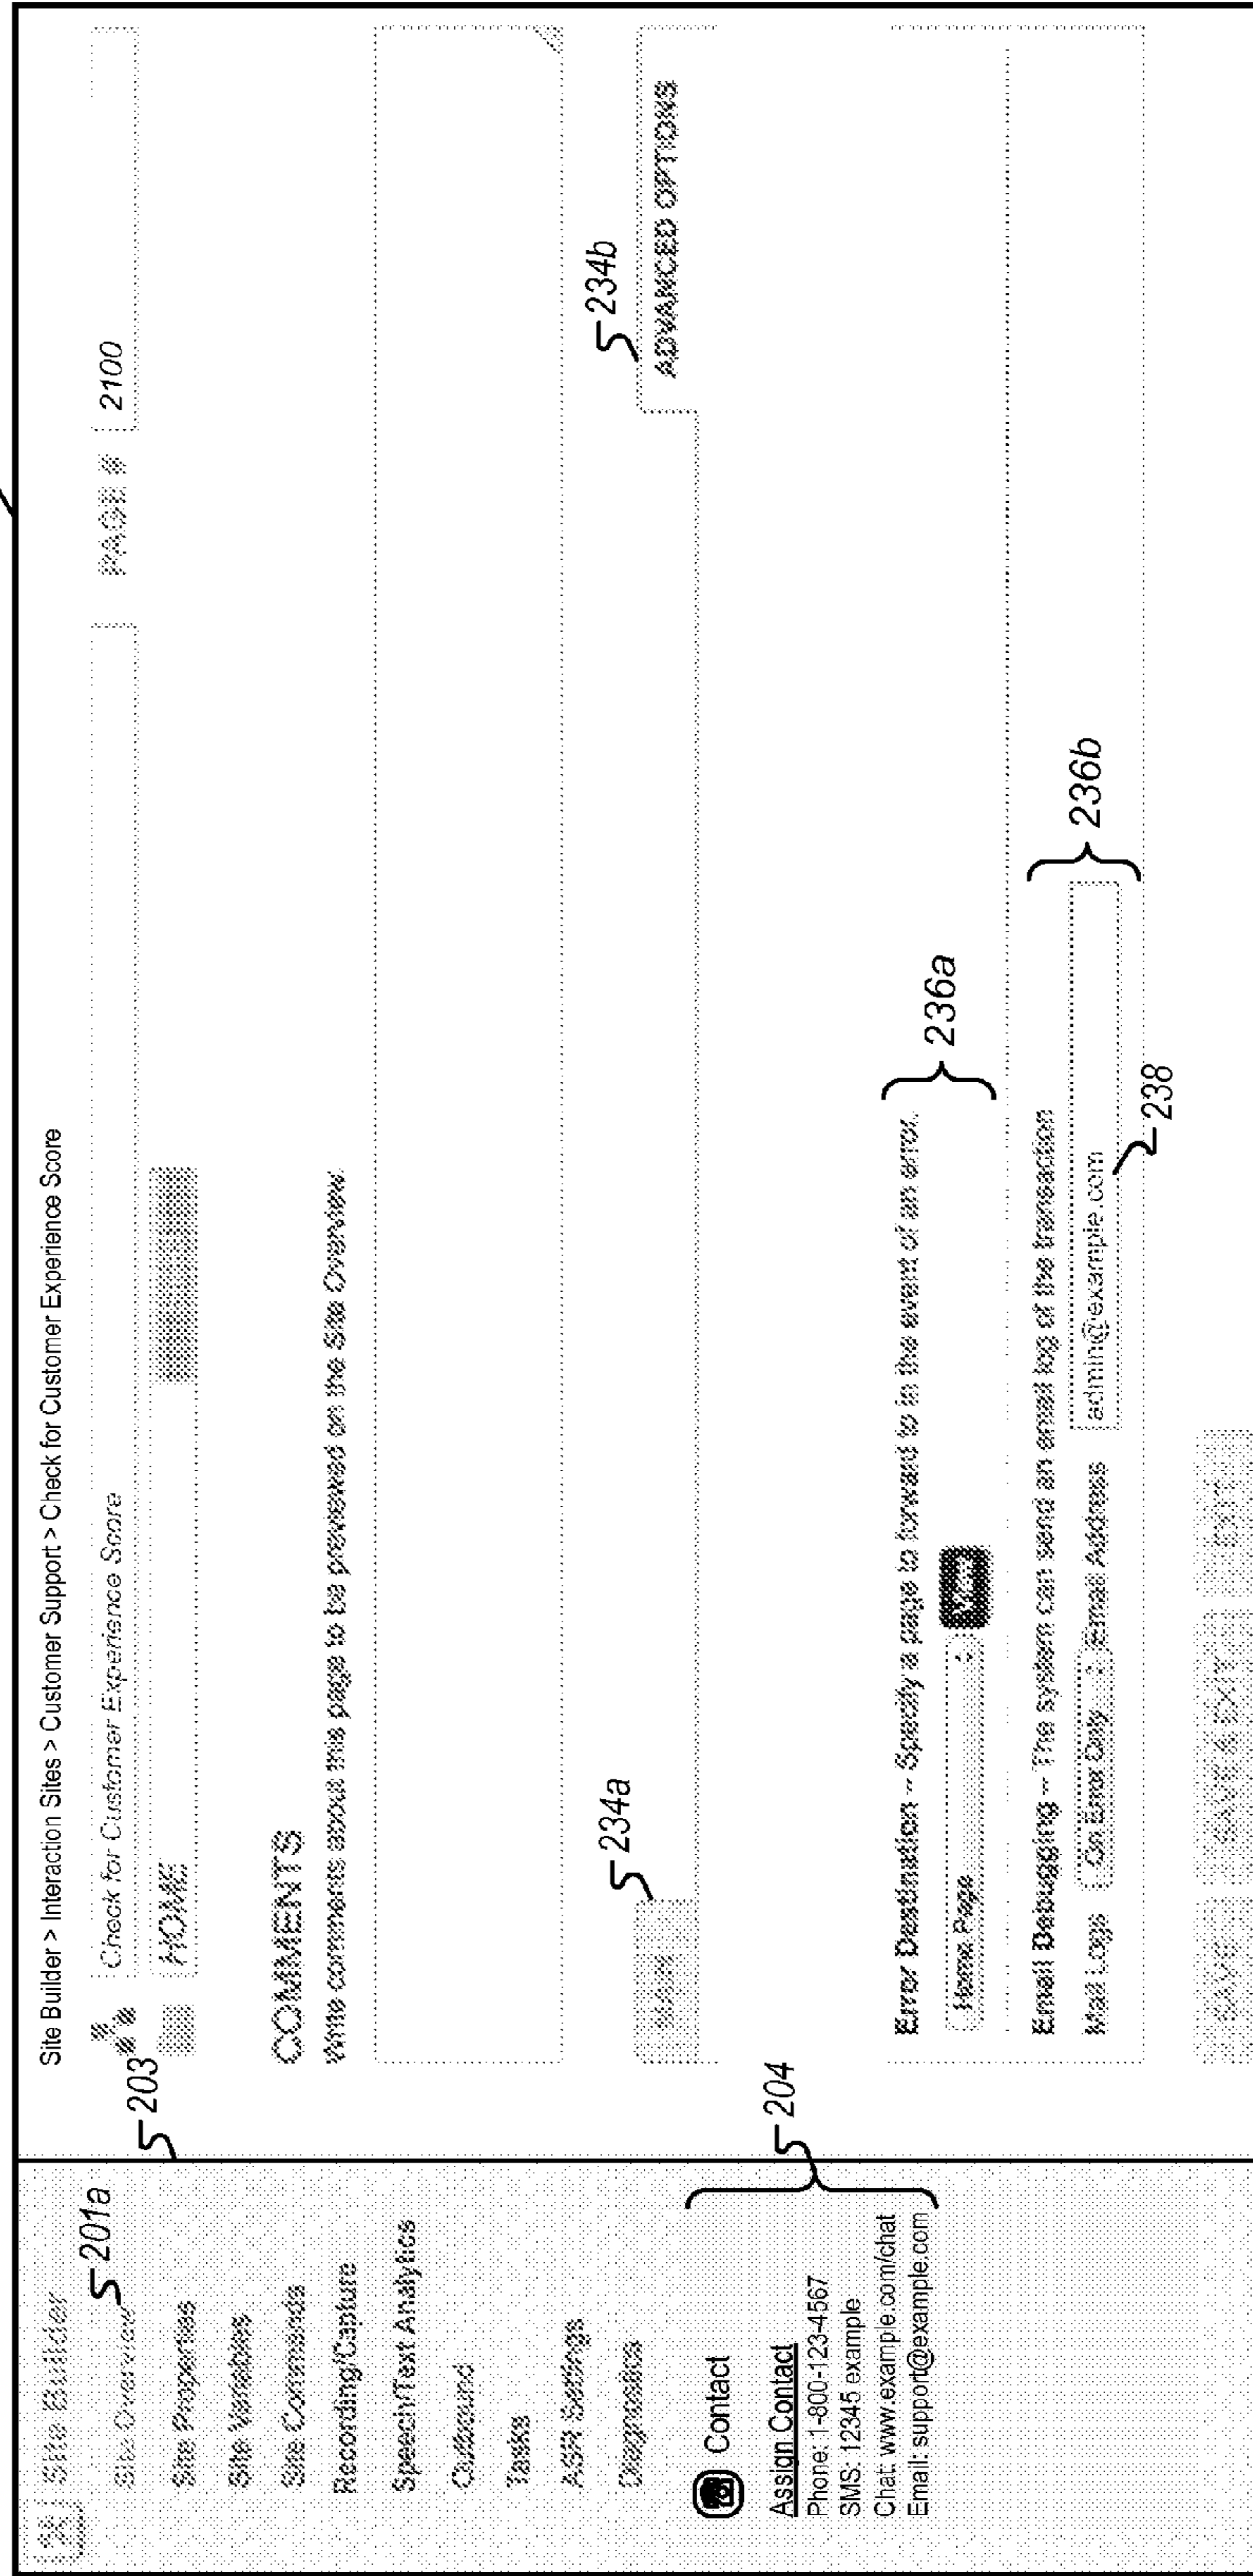 Site Builder > Interaction Sites > Customer Support > Check for Customer Experience Score
Site Builder
201a
Site Overview
Site Properties
Site Variables
Site Commands
Recording/Capture
Speech/Text Analytics
Outbound
Tasks
ASR Settings
Diagnostics
Contact
Assign Contact
Phone: 1-800-123-4567
SMS: 12345 example
Chat: www.example.com/chat
Email: support@example.com
203
204
Check for Customer Experience Score
PAGE # 2100
HOME
COMMENTS
Write comments about this page to be previewed on the Site Overview.
234a
234b
ADVANCED OPTIONS
Error Destination -- Specify a page to forward to in the event of an error.
236a
Home Page
Email Debugging -- The system can send an email log of the transaction
236b
Mail Logs On Error Only Email Address admin@example.com
238
SAVE SAVE & EXIT EXIT